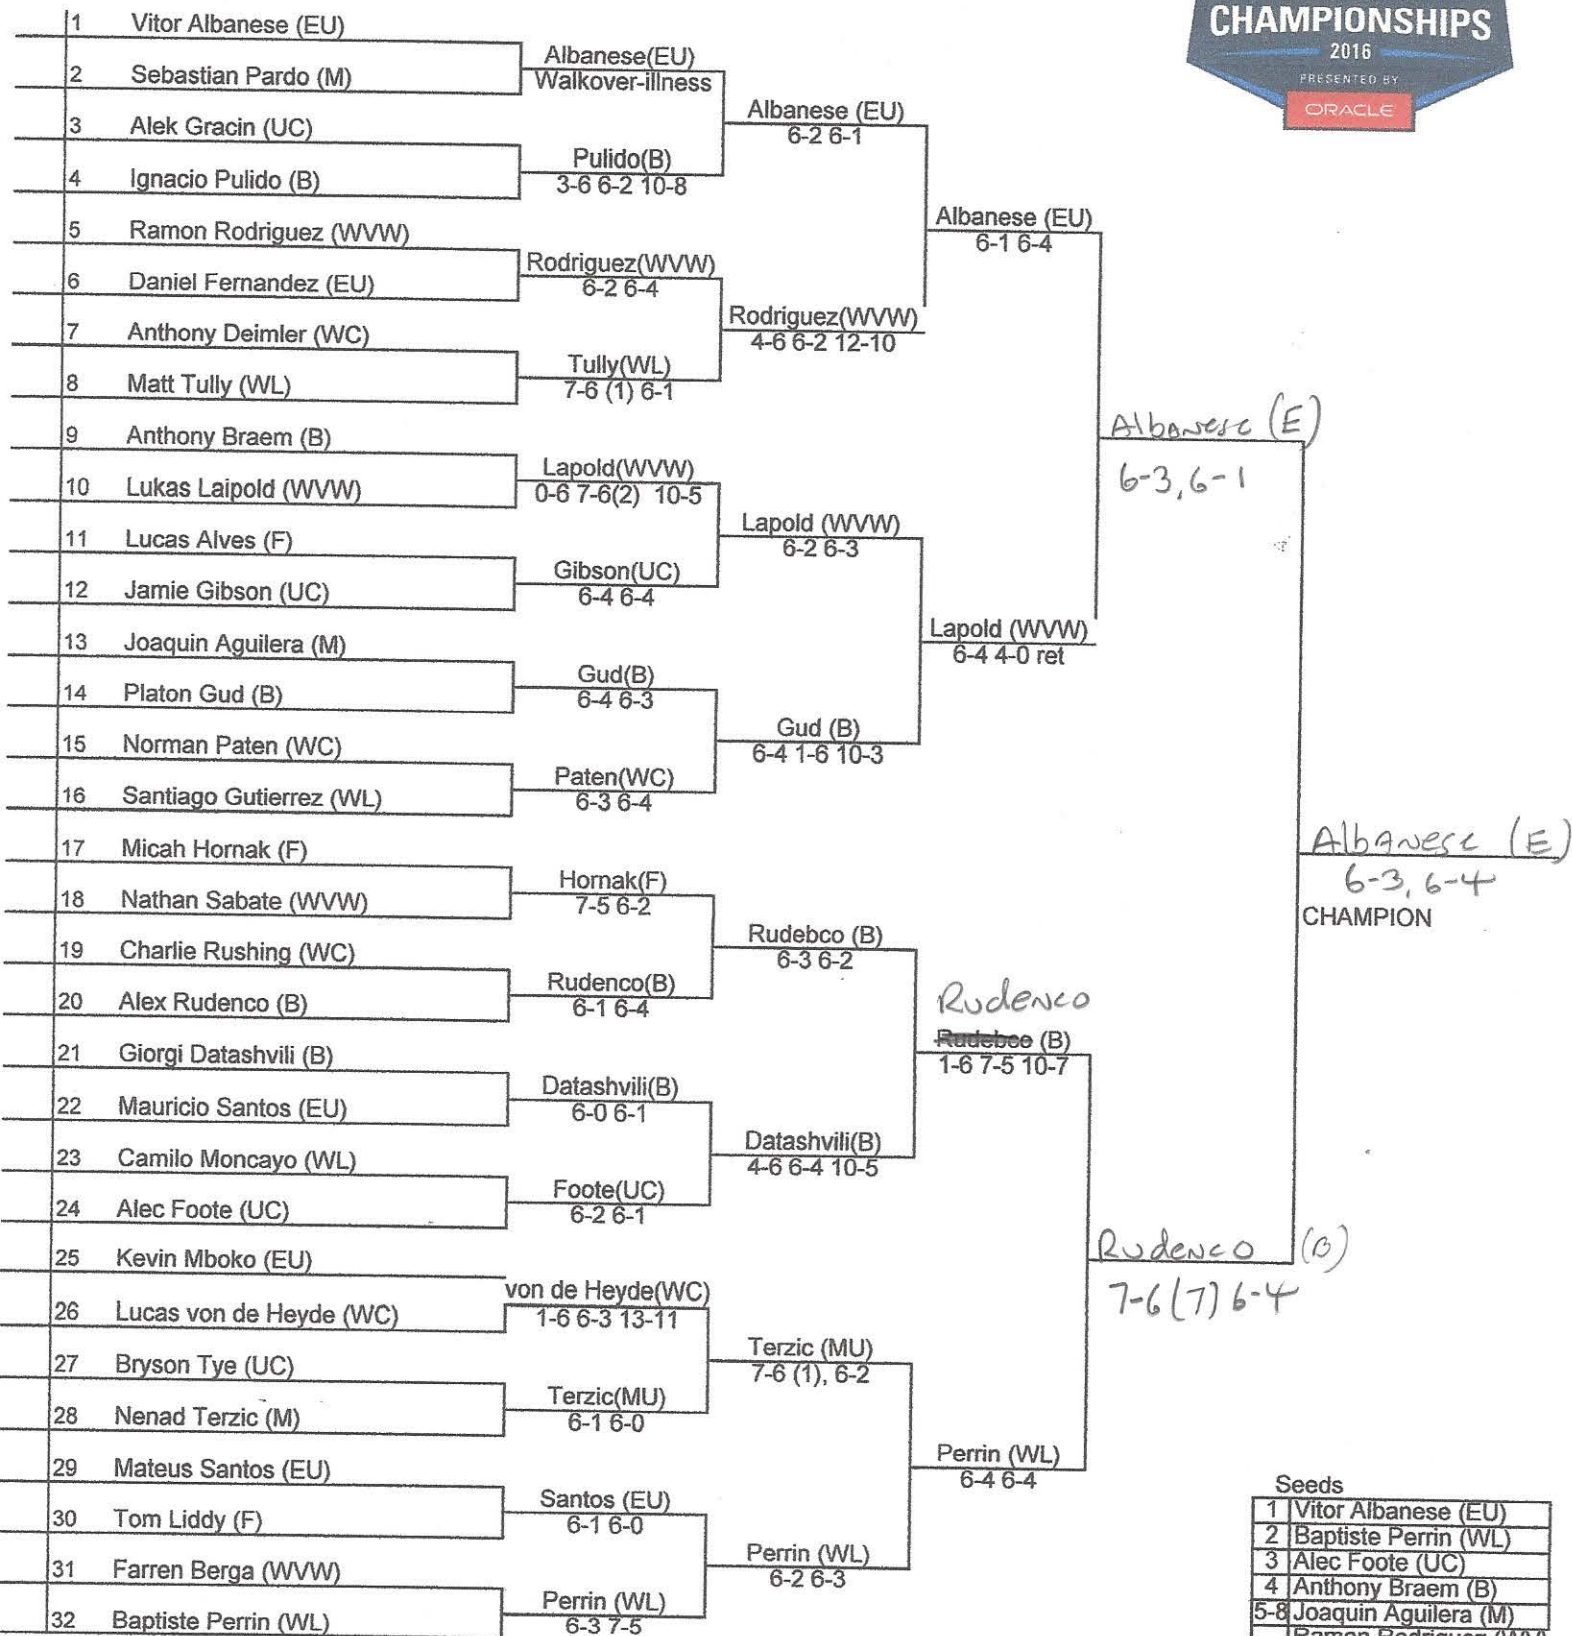 CHAMPIONSHIPS
2016
PRESENTED BY
ORACLE
1 Vitor Albanese (EU)
2 Sebastian Pardo (M)
3 Alek Gracin (UC)
4 Ignacio Pulido (B)
5 Ramon Rodriguez (WVW)
6 Daniel Fernandez (EU)
7 Anthony Deimler (WC)
8 Matt Tully (WL)
9 Anthony Braem (B)
10 Lukas Laipold (WVW)
11 Lucas Alves (F)
12 Jamie Gibson (UC)
13 Joaquin Aguilera (M)
14 Platon Gud (B)
15 Norman Paten (WC)
16 Santiago Gutierrez (WL)
17 Micah Hornak (F)
18 Nathan Sabate (WVW)
19 Charlie Rushing (WC)
20 Alex Rudenco (B)
21 Giorgi Datashvili (B)
22 Mauricio Santos (EU)
23 Camilo Moncayo (WL)
24 Alec Foote (UC)
25 Kevin Mboko (EU)
26 Lucas von de Heyde (WC)
27 Bryson Tye (UC)
28 Nenad Terzic (M)
29 Mateus Santos (EU)
30 Tom Liddy (F)
31 Farren Berga (WVW)
32 Baptiste Perrin (WL)
Albanese(EU)
Walkover-illness
Pulido(B)
3-6 6-2 10-8
Rodriguez(WVW)
6-2 6-4
Tully(WL)
7-6 (1) 6-1
Lapold(WVW)
0-6 7-6(2) 10-5
Gibson(UC)
6-4 6-4
Gud(B)
6-4 6-3
Paten(WC)
6-3 6-4
Hornak(F)
7-5 6-2
Rudenco(B)
6-1 6-4
Datashvili(B)
6-0 6-1
Foote(UC)
6-2 6-1
von de Heyde(WC)
1-6 6-3 13-11
Terzic(MU)
6-1 6-0
Santos (EU)
6-1 6-0
Perrin (WL)
6-3 7-5
Albanese (EU)
6-2 6-1
Rodriguez(WVW)
4-6 6-2 12-10
Lapold (WVW)
6-2 6-3
Gud (B)
6-4 1-6 10-3
Rudebco (B)
6-3 6-2
Datashvili(B)
4-6 6-4 10-5
Terzic (MU)
7-6 (1), 6-2
Perrin (WL)
6-2 6-3
Albanese (EU)
6-1 6-4
Lapold (WVW)
6-4 4-0 ret
Rudenco
Rudebco (B)
1-6 7-5 10-7
Perrin (WL)
6-4 6-4
Albanese (E)
6-3, 6-1
Rudenco (B)
7-6 (7) 6-4
Albanese (E)
6-3, 6-4
CHAMPION
Seeds
1 Vitor Albanese (EU)
2 Baptiste Perrin (WL)
3 Alec Foote (UC)
4 Anthony Braem (B)
5-8 Joaquin Aguilera (M)